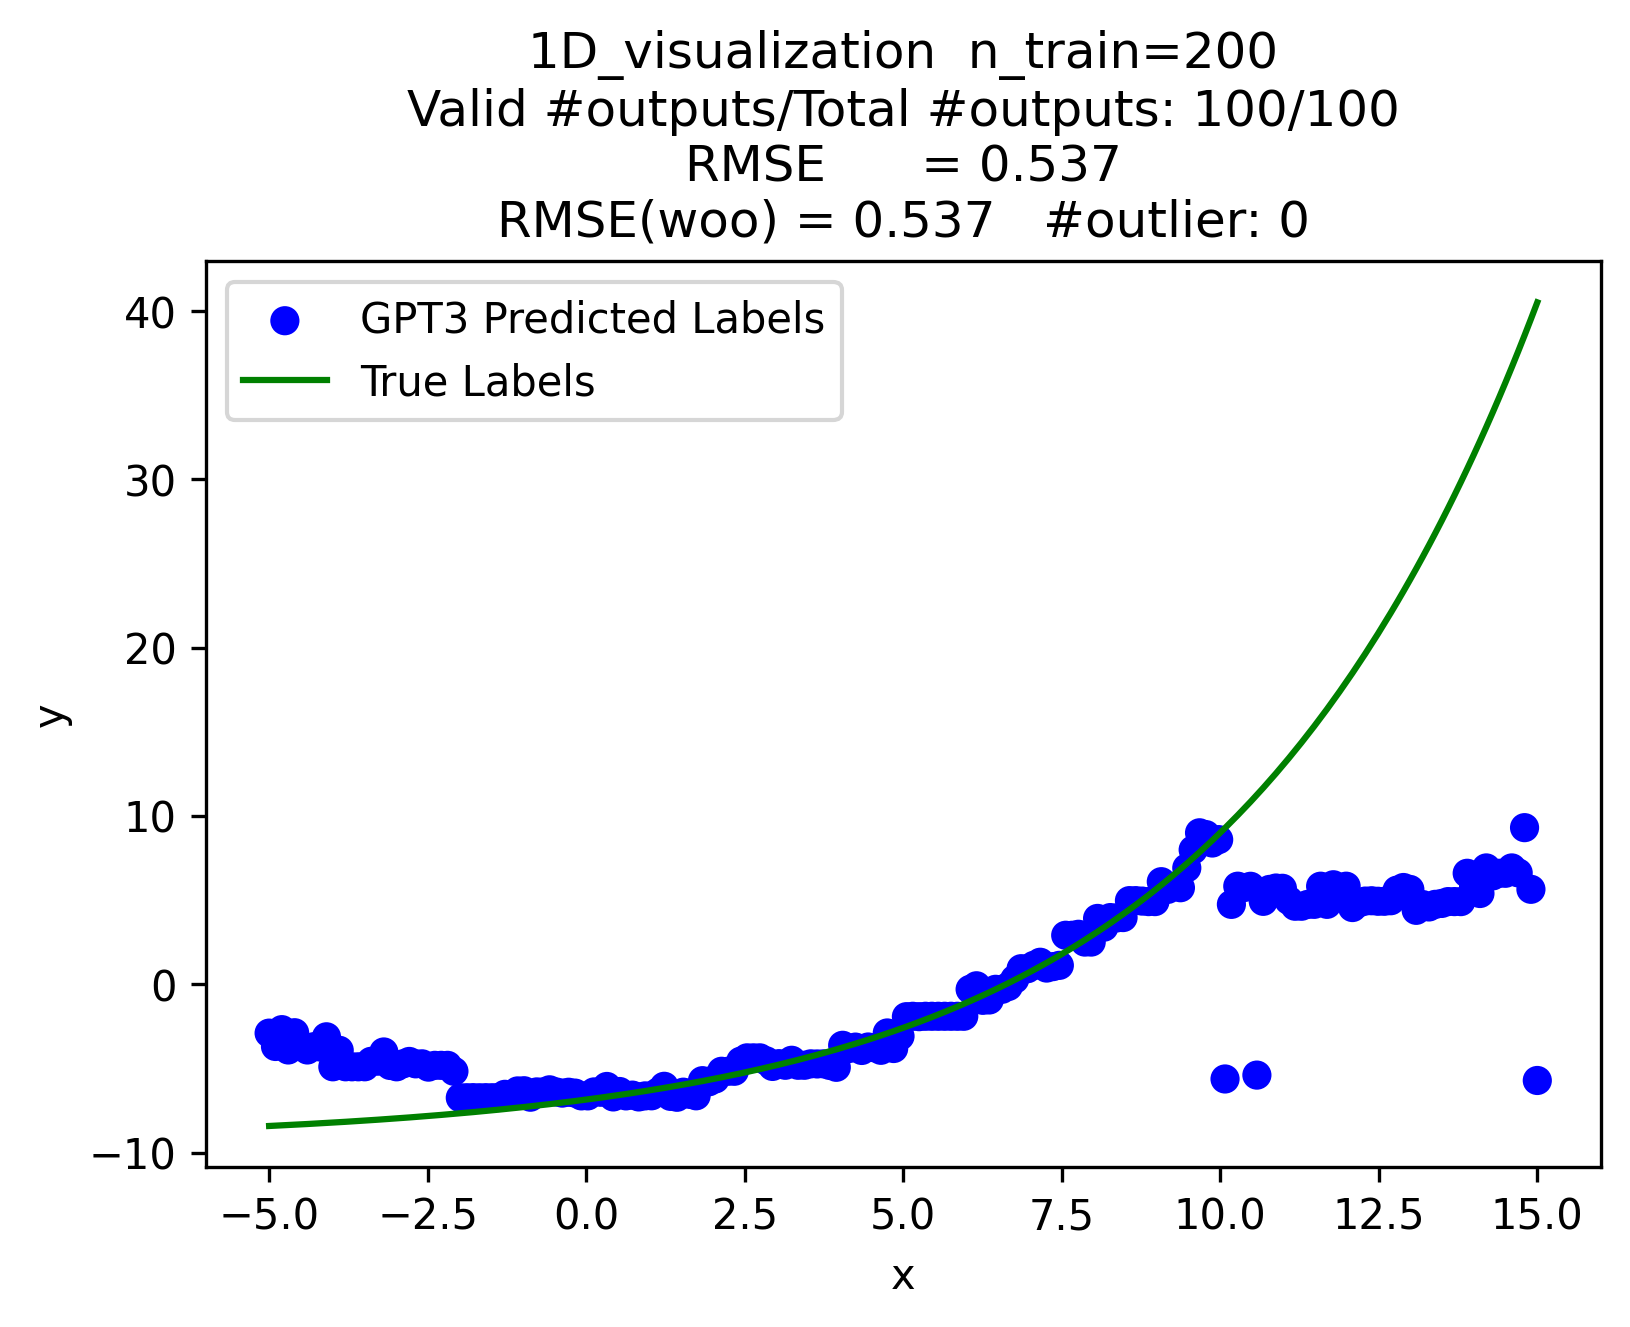 1D_visualization  n_train=200
Valid #outputs/Total #outputs: 100/100
RMSE      = 0.537
RMSE(woo) = 0.537   #outlier: 0
GPT3 Predicted Labels
True Labels
40
30
20
10
0
−10
y
−5.0 −2.5 0.0 2.5 5.0 7.5 10.0 12.5 15.0
x